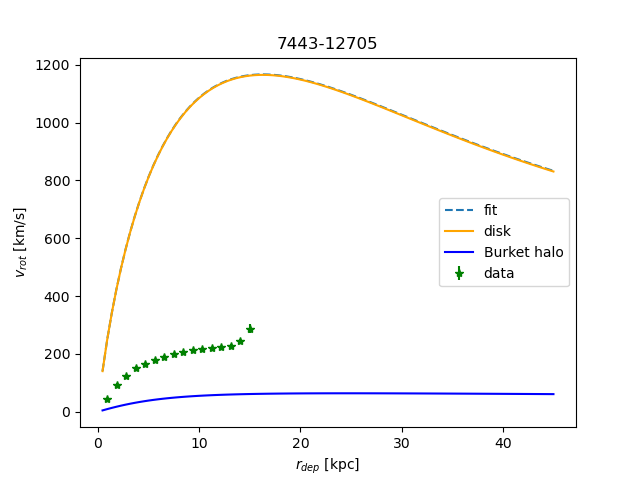 7443-12705
1200
1000
800
600
400
200
0
v_rot [km/s]
fit
disk
Burket halo
data
0 10 20 30 40
r_dep [kpc]